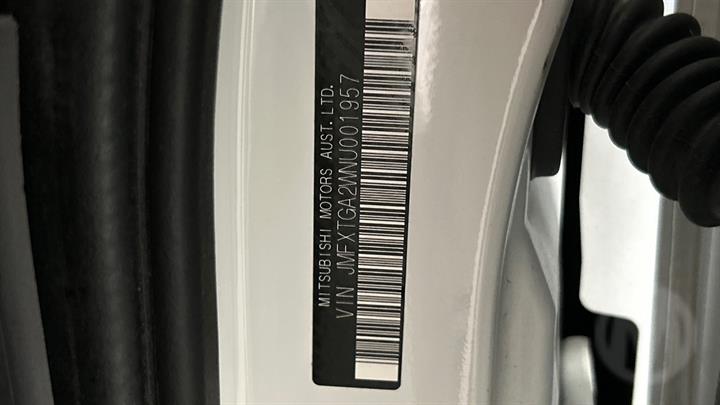 MITSUBISHI MOTORS AUST. LTD.
VIN JMFXTGA2WNU001957